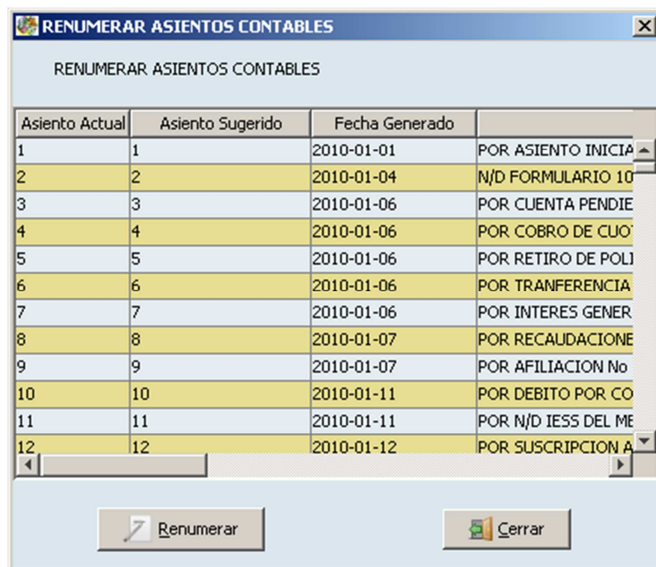 RENUMERAR ASIENTOS CONTABLES
RENUMERAR ASIENTOS CONTABLES
Asiento Actual Asiento Sugerido Fecha Generado
1 1 2010-01-01 POR ASIENTO INICIA
2 2 2010-01-04 N/D FORMULARIO 10
3 3 2010-01-06 POR CUENTA PENDIE
4 4 2010-01-06 POR COBRO DE CUO
5 5 2010-01-06 POR RETIRO DE POLI
6 6 2010-01-06 POR TRANFERENCIA
7 7 2010-01-06 POR INTERES GENER
8 8 2010-01-07 POR RECAUDACIONE
9 9 2010-01-07 POR AFILIACION No
10 10 2010-01-11 POR DEBITO POR CO
11 11 2010-01-11 POR N/D IESS DEL ME
12 12 2010-01-12 POR SUSCRIPCION A
Renumerar Cerrar